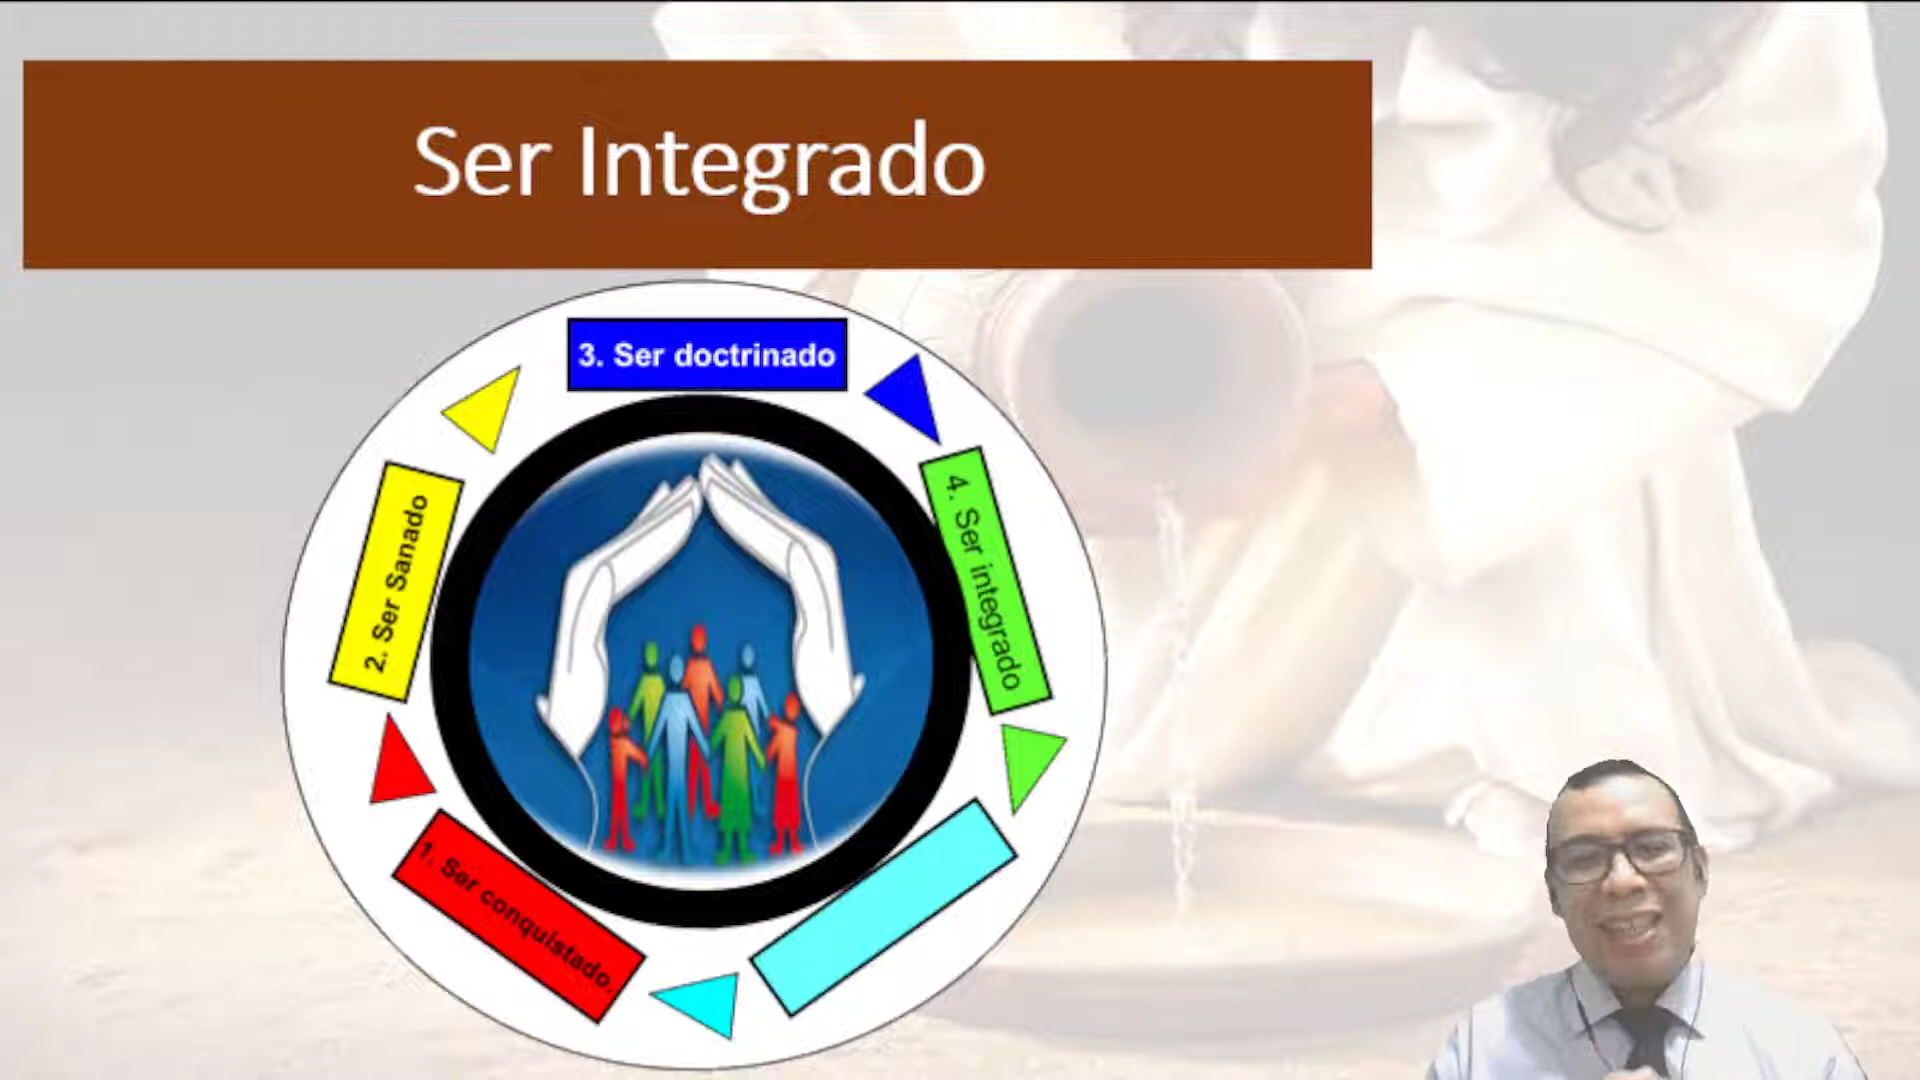 Ser Integrado
3. Ser doctrinado
4. Ser integrado
2. Ser Sanado
1. Ser conquistado.